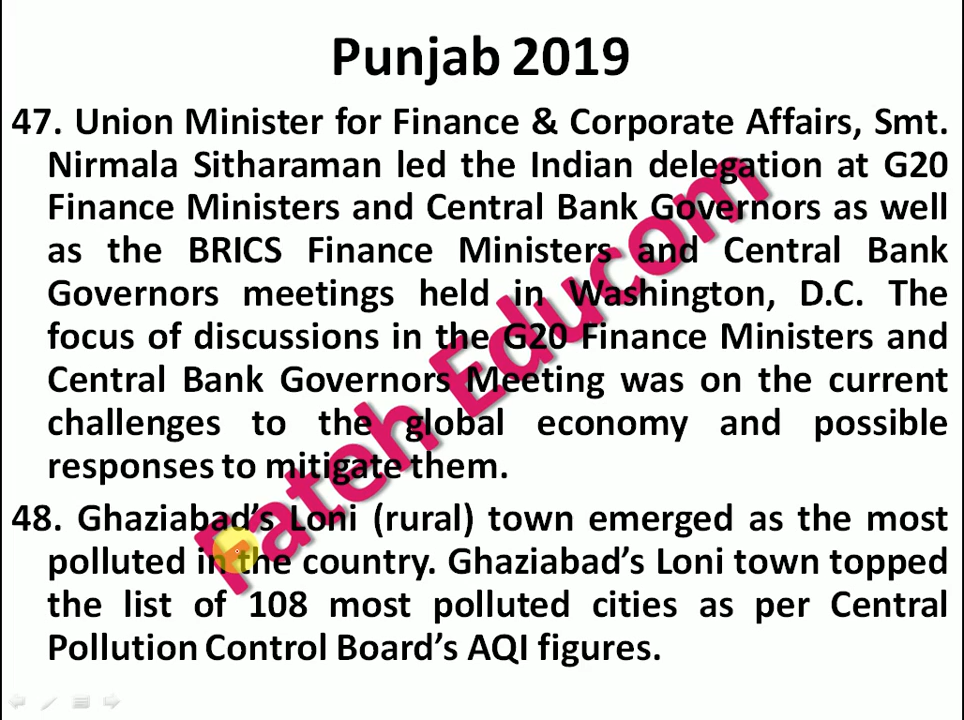 Punjab 2019
47. Union Minister for Finance & Corporate Affairs, Smt.
Nirmala Sitharaman led the Indian delegation at G20
Finance Ministers and Central Bank Governors as well
as the BRICS Finance Ministers and Central Bank
Governors meetings held in Washington, D.C. The
focus of discussions in the G20 Finance Ministers and
Central Bank Governors Meeting was on the current
challenges to the global economy and possible
responses to mitigate them.
48. Ghaziabad’s Loni (rural) town emerged as the most
polluted in the country. Ghaziabad’s Loni town topped
the list of 108 most polluted cities as per Central
Pollution Control Board’s AQI figures.
Fateh Educom